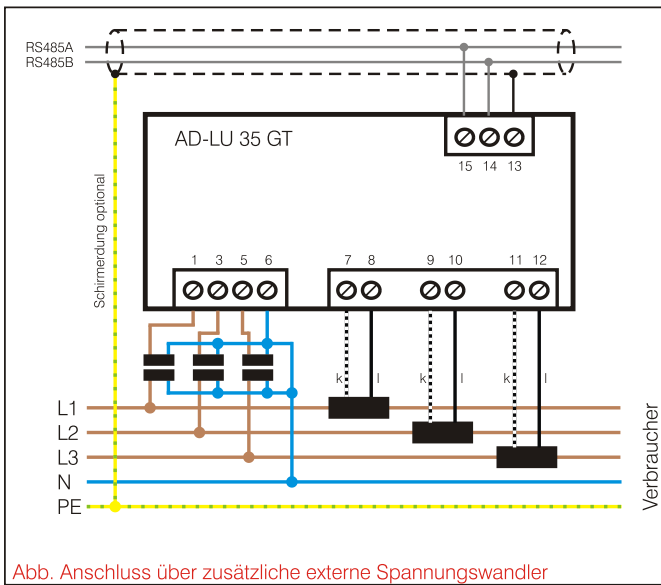 RS485A
RS485B
AD-LU 35 GT
15 14 13
Schirmerdung optional
1 3 5 6 7 8 9 10 11 12
k l k l k l
L1
L2
L3
N
PE
Verbraucher
Abb. Anschluss über zusätzliche externe Spannungswandler